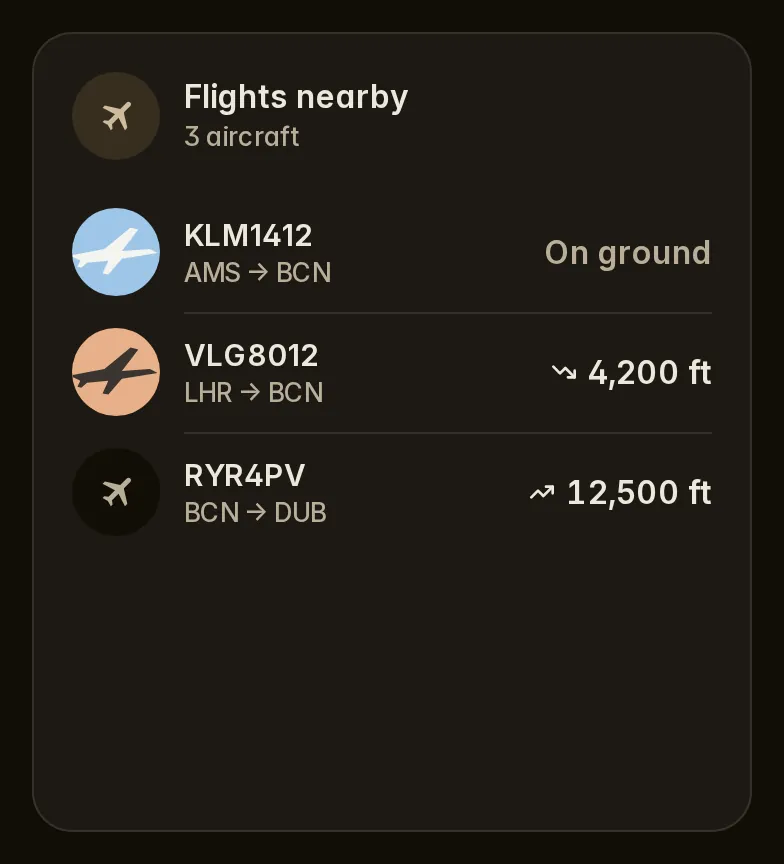 Flights nearby
3 aircraft
KLM1412
AMS → BCN
On ground
VLG8012
LHR → BCN
4,200 ft
RYR4PV
BCN → DUB
12,500 ft